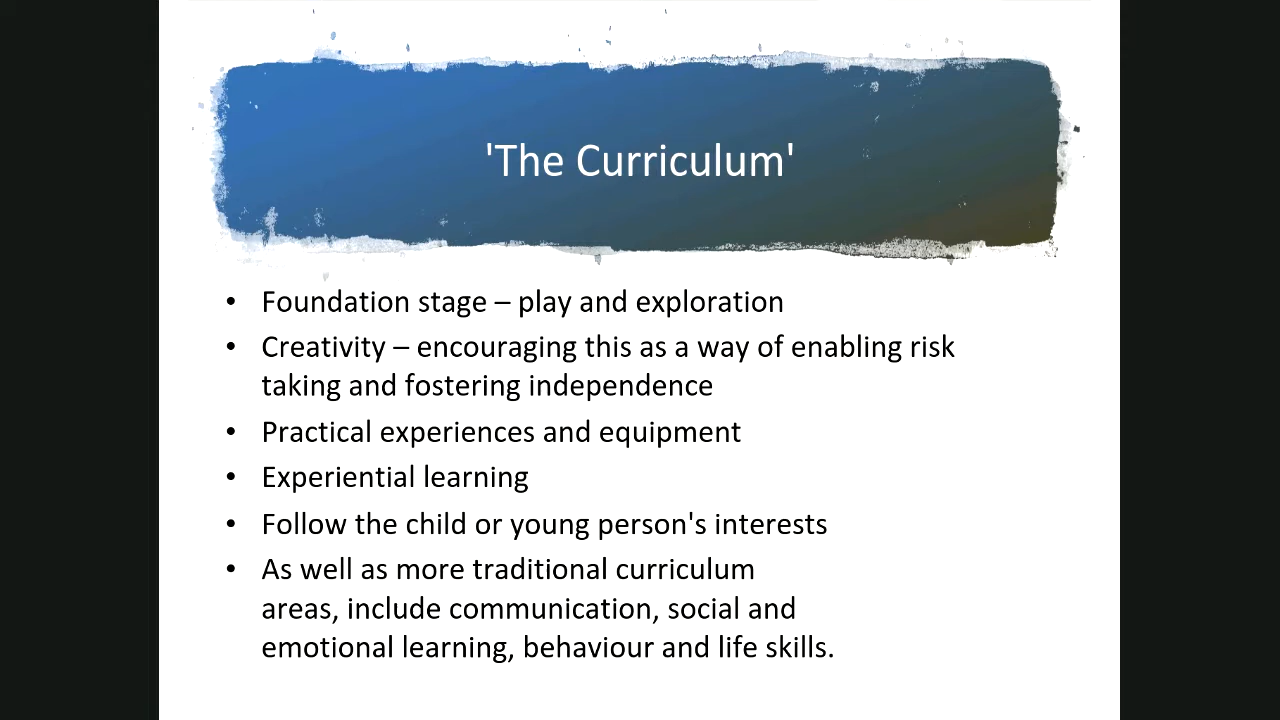 'The Curriculum'
• Foundation stage – play and exploration
• Creativity – encouraging this as a way of enabling risk
taking and fostering independence
• Practical experiences and equipment
• Experiential learning
• Follow the child or young person's interests
• As well as more traditional curriculum
areas, include communication, social and
emotional learning, behaviour and life skills.